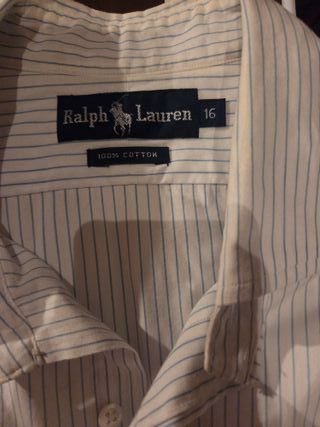 Ralph Lauren 16
100% COTTON